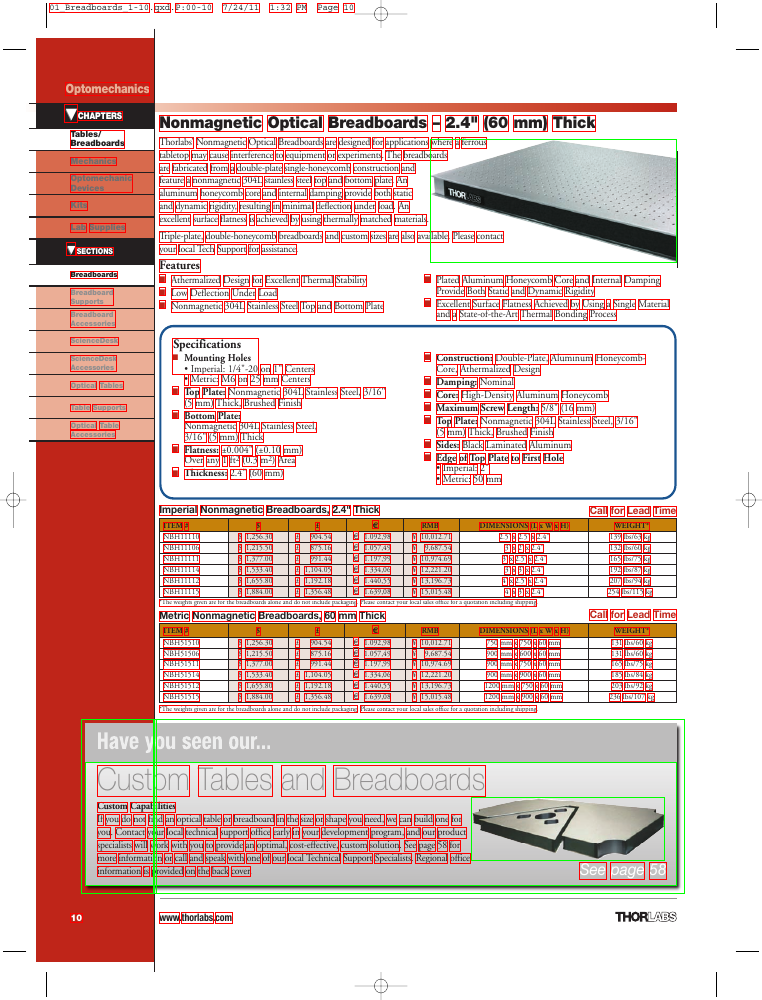 01_Breadboards_1-10.qxd.P:00-10 7/24/11 1:32 PM Page 10
Optomechanics
CHAPTERS
Tables/
Breadboards
Mechanics
Optomechanic
Devices
Kits
Lab Supplies
SECTIONS
Breadboards
Breadboard
Supports
Breadboard
Accessories
ScienceDesk
ScienceDesk
Accessories
Optical Tables
Table Supports
Optical Table
Accessories
Nonmagnetic Optical Breadboards – 2.4" (60 mm) Thick
Thorlabs' Nonmagnetic Optical Breadboards are designed for applications where a ferrous
tabletop may cause interference to equipment or experiments. The breadboards
are fabricated from a double-plate, single-honeycomb construction and
feature a nonmagnetic 304L stainless steel top and bottom plate. An
aluminum honeycomb core and internal damping provide both static
and dynamic rigidity, resulting in minimal deflection under load. An
excellent surface flatness is achieved by using thermally matched materials.
Triple-plate, double-honeycomb breadboards and custom sizes are also available. Please contact
your local Tech Support for assistance.
THORLABS
Features
Athermalized Design for Excellent Thermal Stability
Low Deflection Under Load
Nonmagnetic 304L Stainless Steel Top and Bottom Plate
Plated Aluminum Honeycomb Core and Internal Damping
Provide Both Static and Dynamic Rigidity
Excellent Surface Flatness Achieved by Using a Single Material
and a State-of-the-Art Thermal Bonding Process
Specifications
Mounting Holes
• Imperial: 1/4"-20 on 1" Centers
• Metric: M6 on 25 mm Centers
Top Plate: Nonmagnetic 304L Stainless Steel, 3/16"
(5 mm) Thick, Brushed Finish
Bottom Plate:
Nonmagnetic 304L Stainless Steel,
3/16" (5 mm) Thick
Flatness: ±0.004" (±0.10 mm)
Over any 1 ft² (0.3 m²) Area
Thickness: 2.4" (60 mm)
Construction: Double-Plate, Aluminum Honeycomb-
Core, Athermalized Design
Damping: Nominal
Core: High-Density Aluminum Honeycomb
Maximum Screw Length: 5/8" (16 mm)
Top Plate: Nonmagnetic 304L Stainless Steel, 3/16"
(5 mm) Thick, Brushed Finish
Sides: Black Laminated Aluminum
Edge of Top Plate to First Hole
• Imperial: 2"
• Metric: 50 mm
Imperial Nonmagnetic Breadboards, 2.4" Thick Call for Lead Time
ITEM # $ £ € RMB DIMENSIONS (L x W x H) WEIGHT*
NBH11110 $ 1,256.30 £ 904.54 € 1.092,98 ¥ 10,012.71 2.5' x 2.5' x 2.4" 139 lbs/63 kg
NBH11106 $ 1,215.50 £ 875.16 € 1.057,49 ¥ 9,687.54 3' x 2' x 2.4" 132 lbs/60 kg
NBH11111 $ 1,377.00 £ 991.44 € 1.197,99 ¥ 10,974.69 165 lbs/75 kg
NBH11114 $ 1,533.40 £ 1,104.05 € 1.334,06 ¥ 12,221.20 192 lbs/87 kg
NBH11112 $ 1,655.80 £ 1,192.18 € 1.440,55 ¥ 13,196.73 207 lbs/94 kg
NBH11115 $ 1,884.00 £ 1,356.48 € 1.639,08 ¥ 15,015.48 254 lbs/115 kg
*The weights given are for the breadboards alone and do not include packaging. Please contact your local sales office for a quotation including shipping.
Metric Nonmagnetic Breadboards, 60 mm Thick Call for Lead Time
ITEM # $ £ € RMB DIMENSIONS (L x W x H) WEIGHT*
NBH51510 $ 1,256.30 £ 904.54 € 1.092,98 ¥ 10,012.71 750 mm x 750 x 60 mm 131 lbs/60 kg
NBH51506 $ 1,215.50 £ 875.16 € 1.057,49 ¥ 9,687.54 900 mm x 600 x 60 mm 131 lbs/60 kg
NBH51511 $ 1,377.00 £ 991.44 € 1.197,99 ¥ 10,974.69 900 mm x 750 x 60 mm 165 lbs/75 kg
NBH51514 $ 1,533.40 £ 1,104.05 € 1.334,06 ¥ 12,221.20 900 mm x 900 x 60 mm 185 lbs/84 kg
NBH51512 $ 1,655.80 £ 1,192.18 € 1.440,55 ¥ 13,196.73 1200 mm x 750 x 60 mm 203 lbs/92 kg
NBH51515 $ 1,884.00 £ 1,356.48 € 1.639,08 ¥ 15,015.48 1200 mm x 900 x 60 mm 236 lbs/107 kg
*The weights given are for the breadboards alone and do not include packaging. Please contact your local sales office for a quotation including shipping.
Have you seen our...
Custom Tables and Breadboards
Custom Capabilities
If you do not find an optical table or breadboard in the size or shape you need, we can build one for
you. Contact your local technical support office early in your development program, and our product
specialists will work with you to provide an optimal, cost-effective, custom solution. See page 58 for
more information or call and speak with one of our local Technical Support Specialists. Regional office
information is provided on the back cover.
See page 58
10
www.thorlabs.com
THORLABS